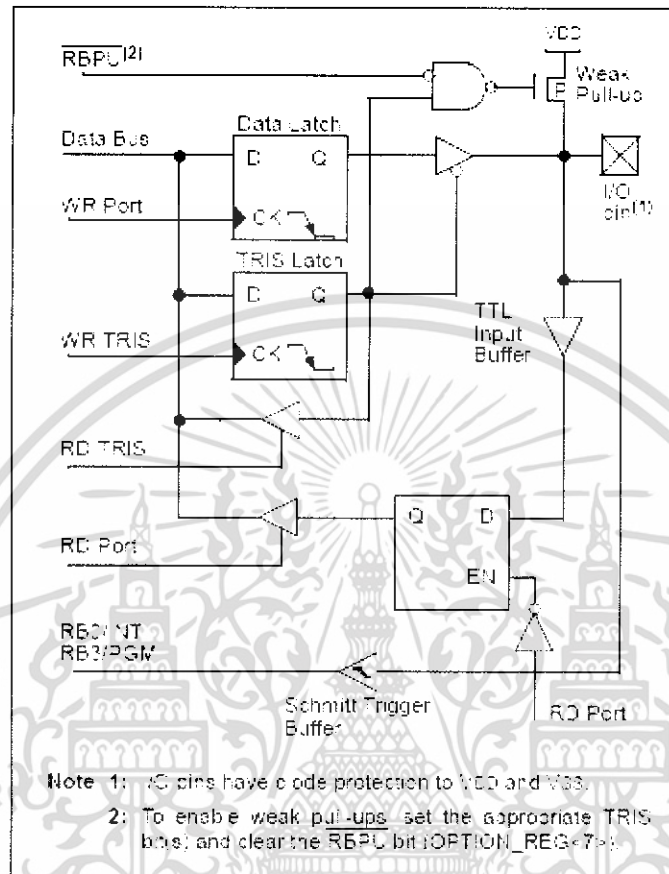 VDD
RBPU(2)
Weak
Pull-up
P
Data Latch
Data Bus
D Q
WR Port
CK
I/O
pin(1)
TRIS Latch
D Q
TTL
Input
Buffer
WR TRIS
CK
RD TRIS
Q D
RD Port
EN
RB0/INT
RB3/PGM
Schmitt Trigger
Buffer
RD Port
Note 1: I/O pins have diode protection to VDD and VSS.
2: To enable weak pull-ups, set the appropriate TRIS
bit(s) and clear the RBPU bit (OPTION_REG<7>).